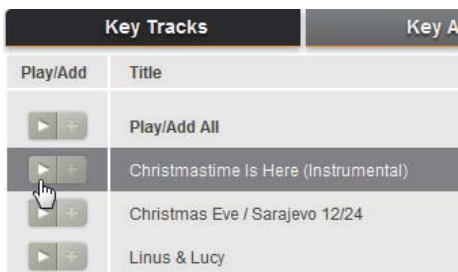 Key Tracks Key A
Play/Add Title
Play/Add All
Christmastime Is Here (Instrumental)
Christmas Eve / Sarajevo 12/24
Linus & Lucy